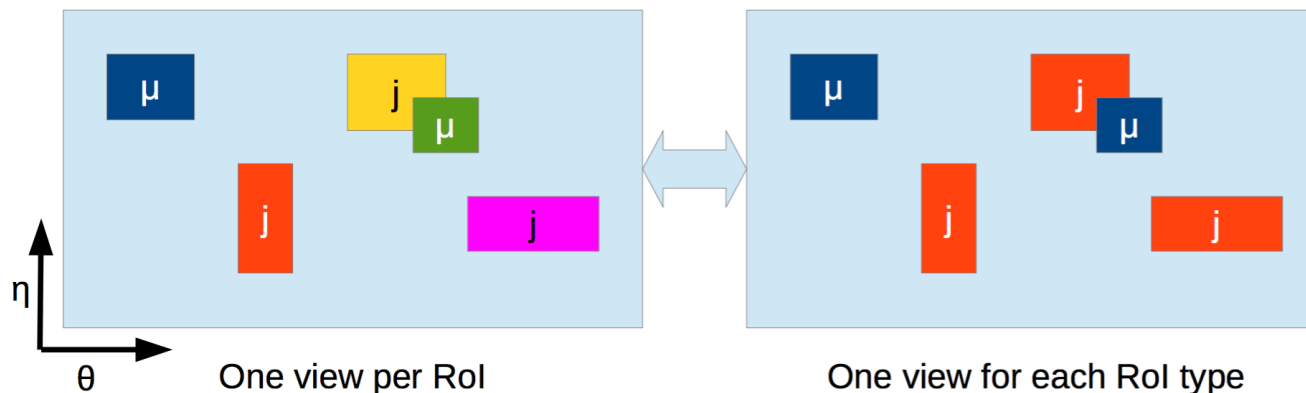 μ
j
μ
j
j
η
θ
One view per RoI
μ
j
μ
j
j
One view for each RoI type